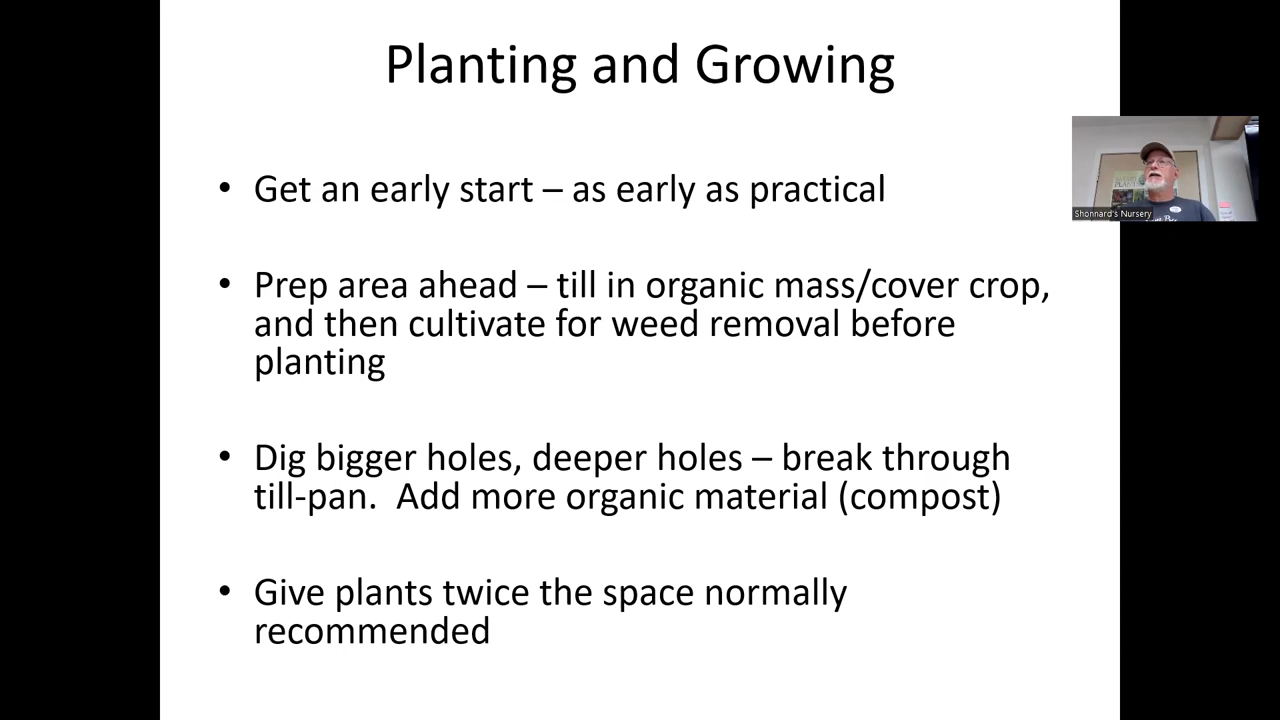 Planting and Growing
• Get an early start – as early as practical
• Prep area ahead – till in organic mass/cover crop,
and then cultivate for weed removal before
planting
• Dig bigger holes, deeper holes – break through
till-pan.  Add more organic material (compost)
• Give plants twice the space normally
recommended
Shonnard's Nursery